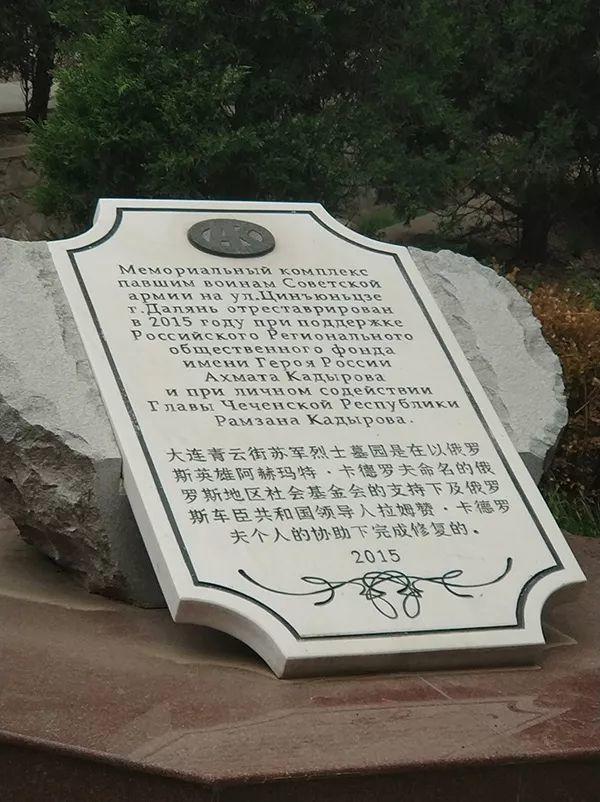 Мемориальный комплекс
павшим воинам Советской
армии на ул.Цинъюньцзе
г.Далянь отреставрирован
в 2015 году при поддержке
Российского Регионального
общественного фонда
имени Героя России
Ахмата Кадырова
и при личном содействии
Главы Чеченской Республики
Рамзана Кадырова.
大连青云街苏军烈士墓园是在以俄罗
斯英雄阿赫玛特·卡德罗夫命名的俄
罗斯地区社会基金会的支持下及俄罗
斯车臣共和国领导人拉姆赞·卡德罗
夫个人的协助下完成修复的.
2015